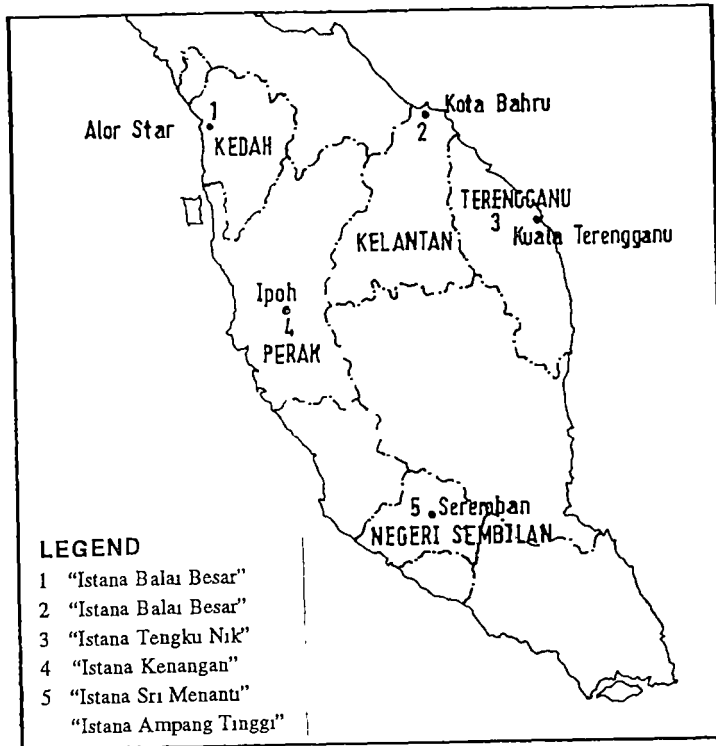 Kota Bahru
1
2
Alor Star
KEDAH
TERENGGANU
3
Kuala Terengganu
KELANTAN
Ipoh
4
PERAK
5 Seremban
NEGERI SEMBILAN
LEGEND
1 “Istana Balai Besar”
2 “Istana Balai Besar”
3 “Istana Tengku Nik”
4 “Istana Kenangan”
5 “Istana Sri Menanti”
“Istana Ampang Tinggi”